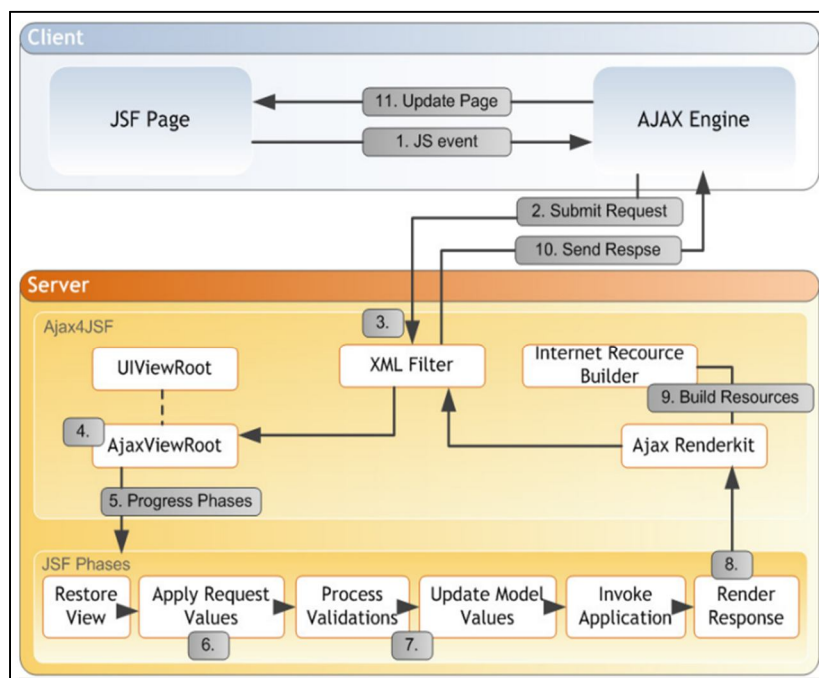 Client
JSF Page
11. Update Page
1. JS event
AJAX Engine
2. Submit Request
10. Send Respse
Server
Ajax4JSF
3.
UIViewRoot
XML Filter
Internet Recource
Builder
9. Build Resources
4.
AjaxViewRoot
Ajax Renderkit
5. Progress Phases
JSF Phases
8.
Restore
View
Apply Request
Values
Process
Validations
Update Model
Values
Invoke
Application
Render
Response
6.
7.